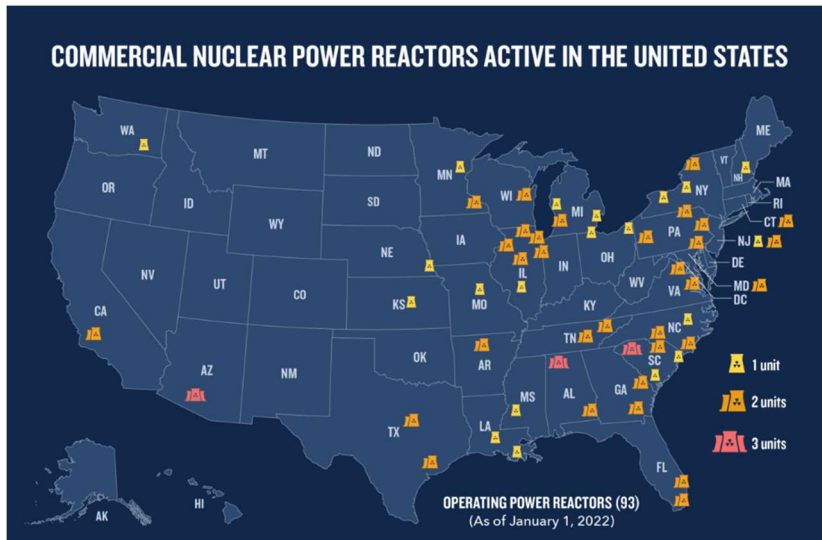 COMMERCIAL NUCLEAR POWER REACTORS ACTIVE IN THE UNITED STATES
WA
MT
ND
MN
ME
VT
NH
OR
ID
SD
WI
MI
NY
MA
RI
CT
WY
IA
PA
NJ
NE
OH
DE
NV
UT
IL
IN
WV
MD
VA
DC
CO
CA
KS
MO
KY
NC
TN
OK
AZ
NM
AR
SC
1 unit
MS
AL
GA
2 units
TX
LA
3 units
FL
OPERATING POWER REACTORS (93)
(As of January 1, 2022)
AK
HI